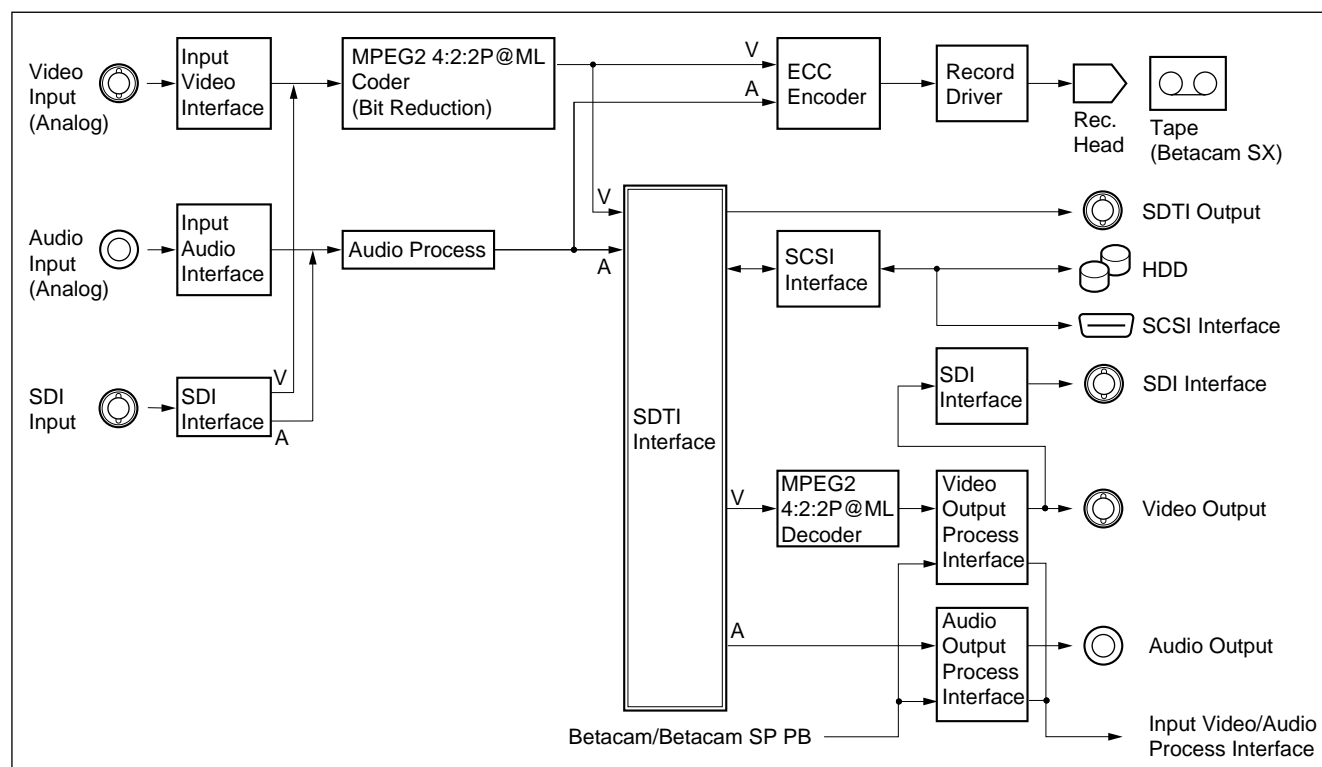 Video
Input
(Analog)
Input
Video
Interface
MPEG2 4:2:2P@ML
Coder
(Bit Reduction)
V
A
ECC
Encoder
Record
Driver
Rec.
Head
Tape
(Betacam SX)
Audio
Input
(Analog)
Input
Audio
Interface
Audio Process
V
A
SDTI
Interface
SDTI Output
SCSI
Interface
HDD
SCSI Interface
SDI
Input
SDI
Interface
V
A
SDI
Interface
SDI Interface
V
MPEG2
4:2:2P@ML
Decoder
Video
Output
Process
Interface
Video Output
A
Audio
Output
Process
Interface
Audio Output
Betacam/Betacam SP PB
Input Video/Audio
Process Interface